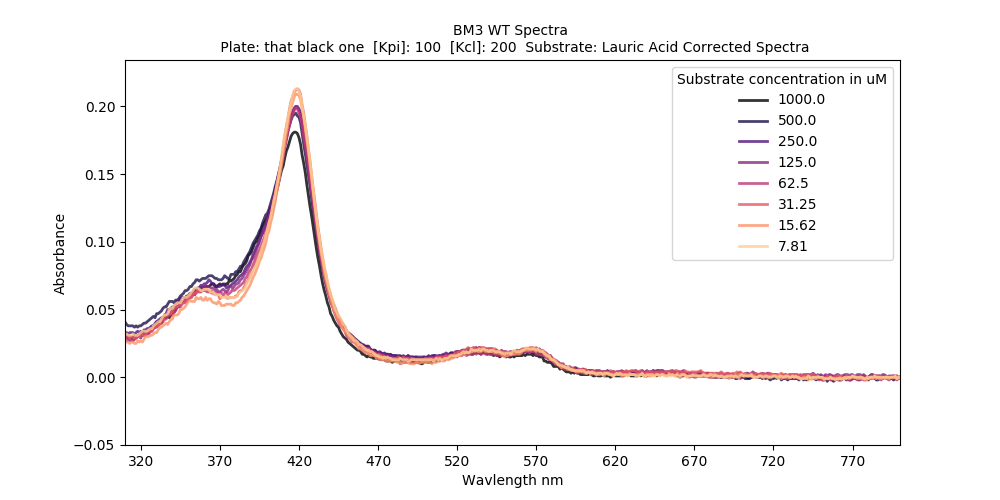 BM3 WT Spectra
Plate: that black one  [Kpi]: 100  [Kcl]: 200  Substrate: Lauric Acid Corrected Spectra
Substrate concentration in uM
1000.0
500.0
250.0
125.0
62.5
31.25
15.62
7.81
Absorbance
0.20
0.15
0.10
0.05
0.00
−0.05
320 370 420 470 520 570 620 670 720 770
Wavlength nm